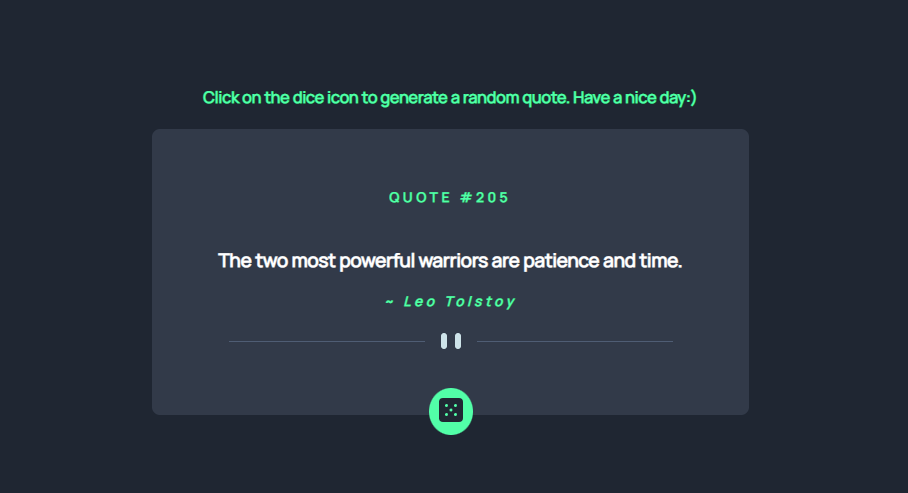 Click on the dice icon to generate a random quote. Have a nice day:)
QUOTE #205
The two most powerful warriors are patience and time.
~ Leo Tolstoy